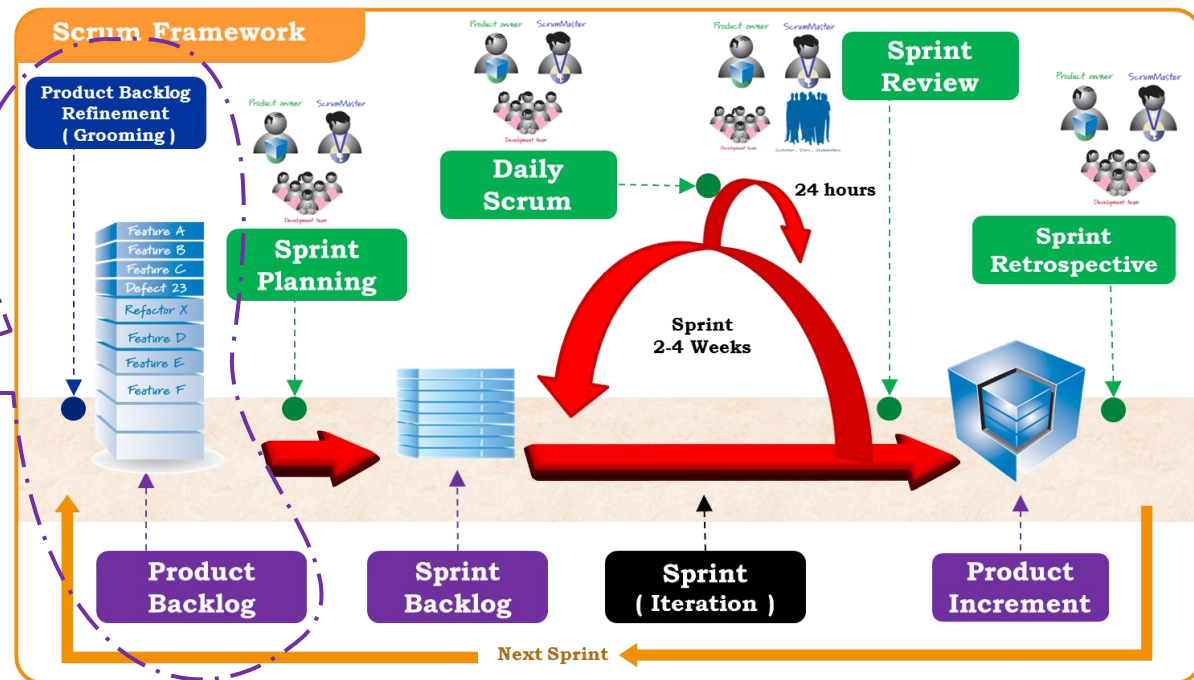 Scrum Framework
Product Backlog
Refinement
( Grooming )
Product owner
ScrumMaster
Development team
Sprint
Planning
Product owner
ScrumMaster
Development team
Daily
Scrum
Product owner
ScrumMaster
Development team
Customer, Users, Stakeholders
Sprint
Review
24 hours
Product owner
ScrumMaster
Development team
Sprint
Retrospective
Feature A
Feature B
Feature C
Defect 23
Refactor X
Feature D
Feature E
Feature F
Sprint
2-4 Weeks
Product
Backlog
Sprint
Backlog
Sprint
( Iteration )
Product
Increment
Next Sprint